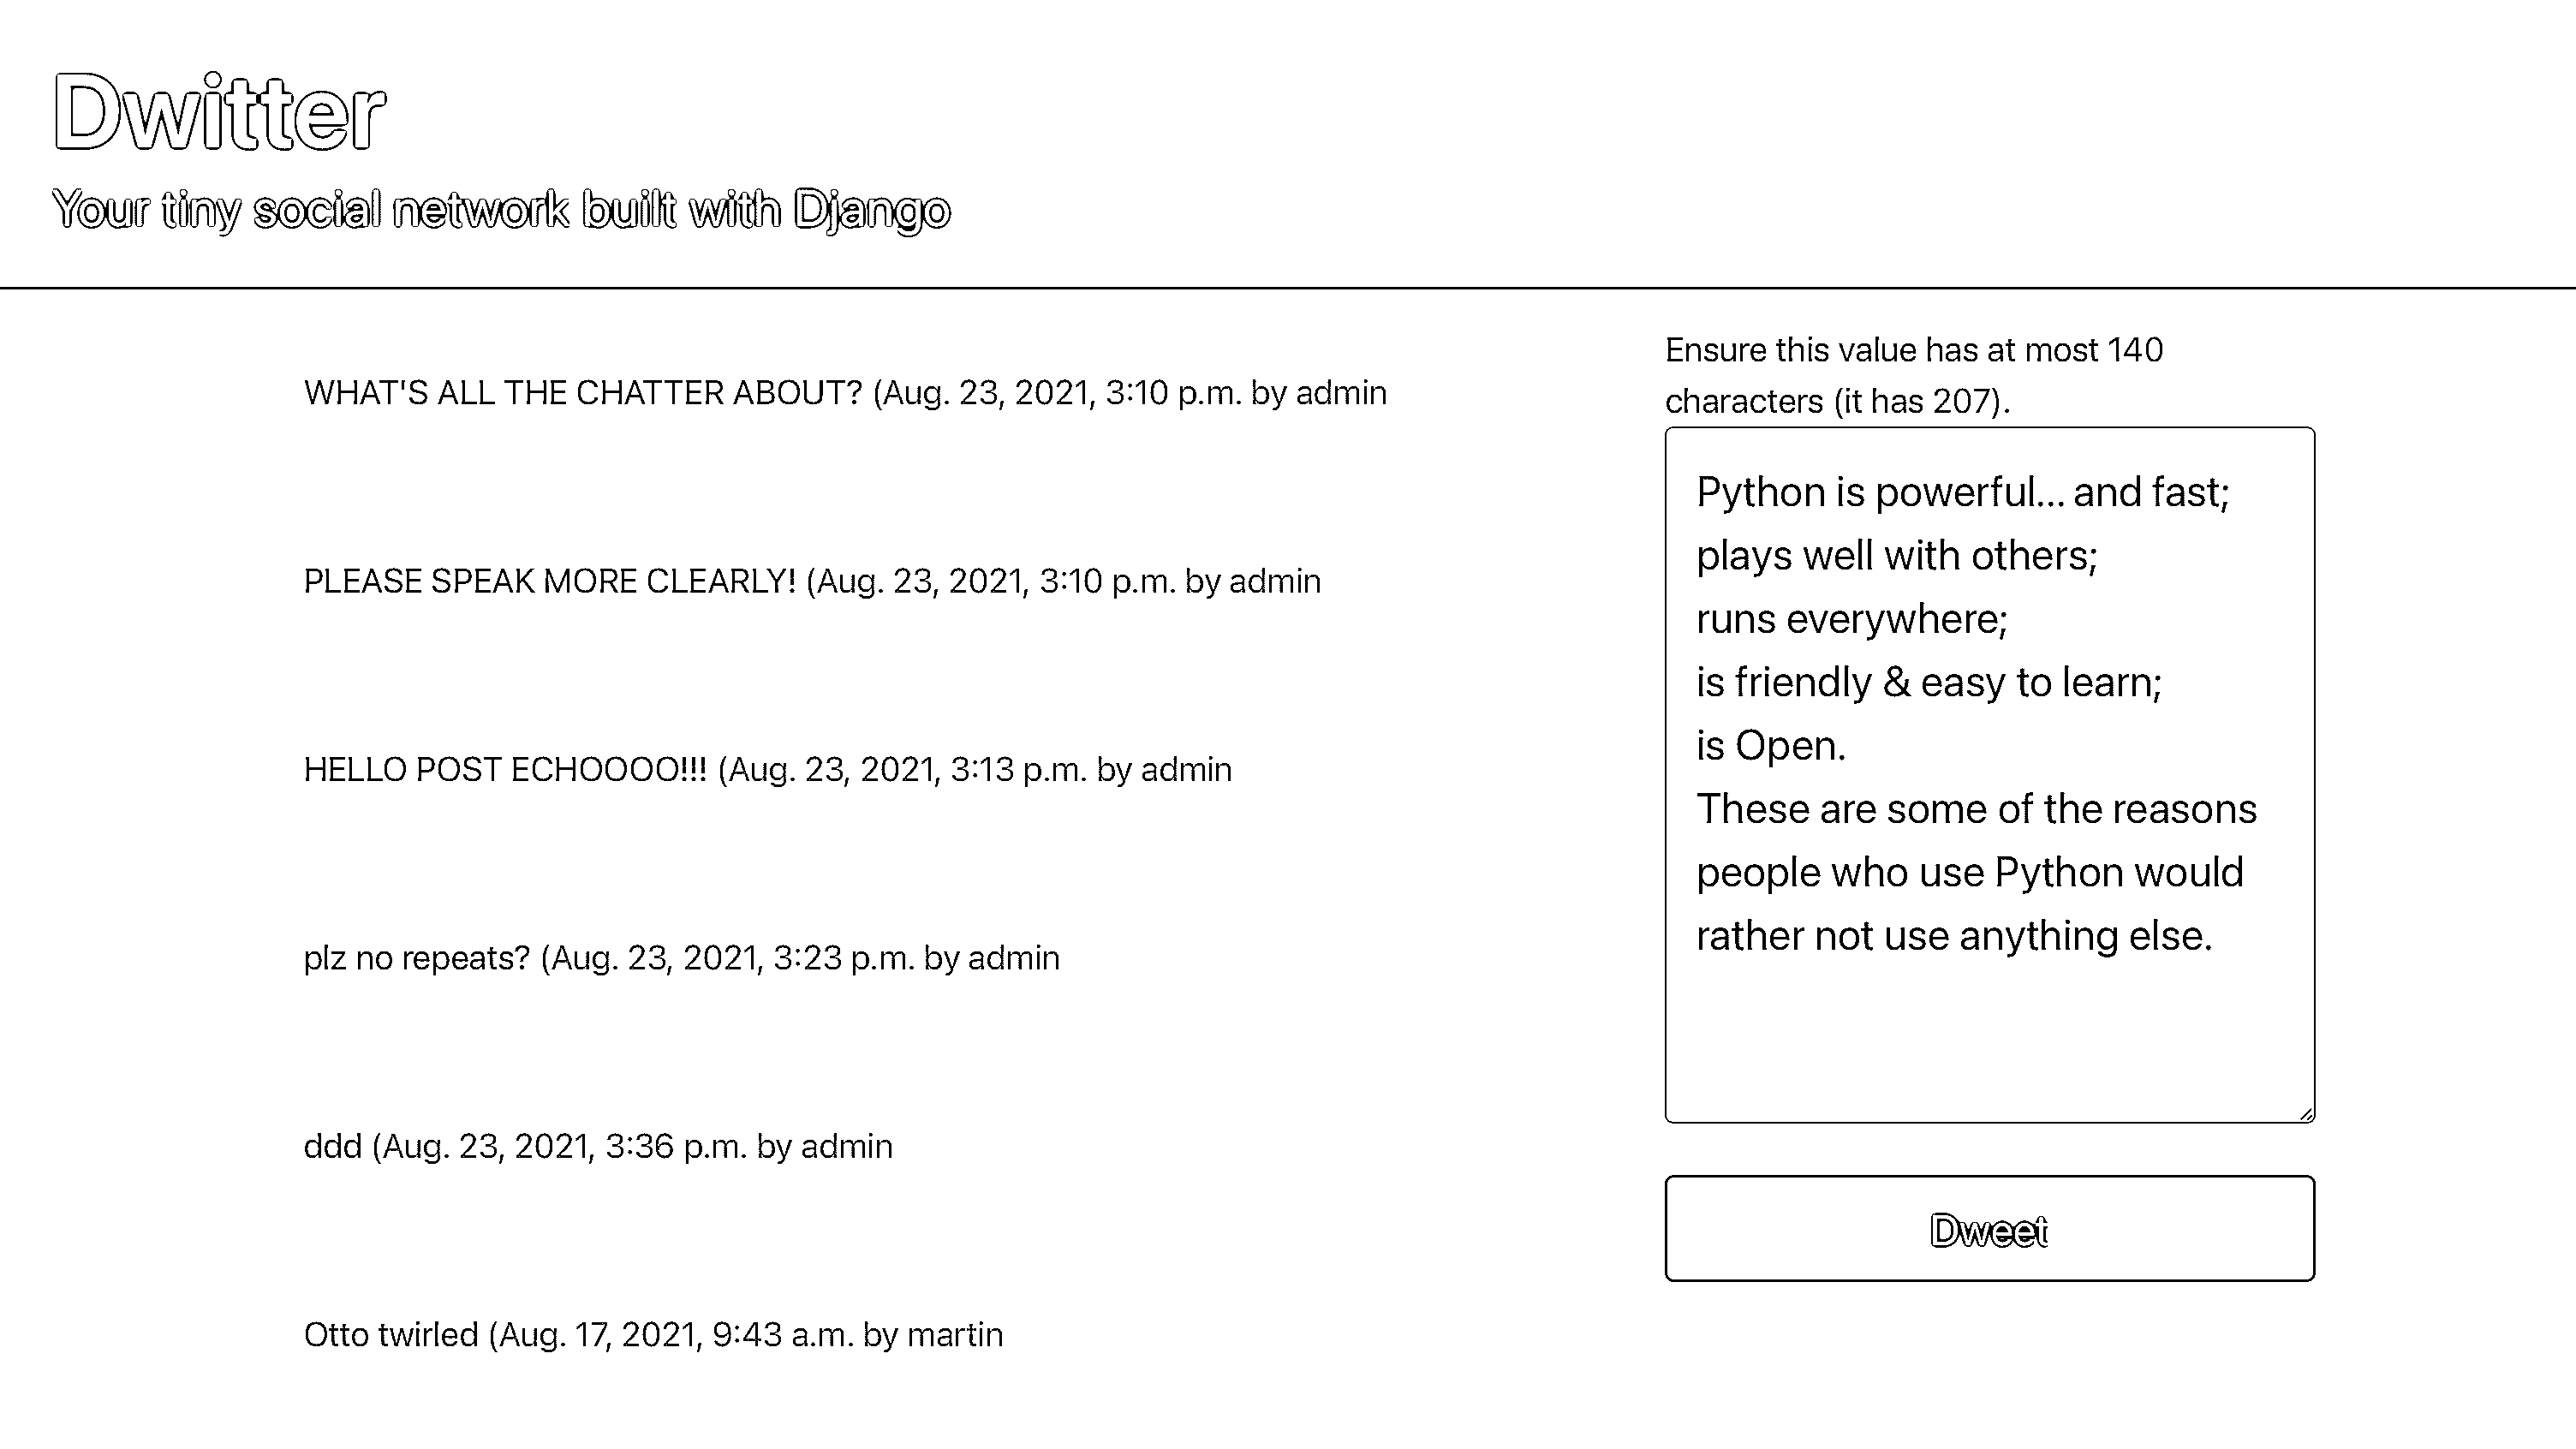 Dwitter
Your tiny social network built with Django
WHAT'S ALL THE CHATTER ABOUT? (Aug. 23, 2021, 3:10 p.m. by admin
PLEASE SPEAK MORE CLEARLY! (Aug. 23, 2021, 3:10 p.m. by admin
HELLO POST ECHOOOO!!! (Aug. 23, 2021, 3:13 p.m. by admin
plz no repeats? (Aug. 23, 2021, 3:23 p.m. by admin
ddd (Aug. 23, 2021, 3:36 p.m. by admin
Otto twirled (Aug. 17, 2021, 9:43 a.m. by martin
Ensure this value has at most 140
characters (it has 207).
Python is powerful... and fast;
plays well with others;
runs everywhere;
is friendly & easy to learn;
is Open.
These are some of the reasons
people who use Python would
rather not use anything else.
Dweet